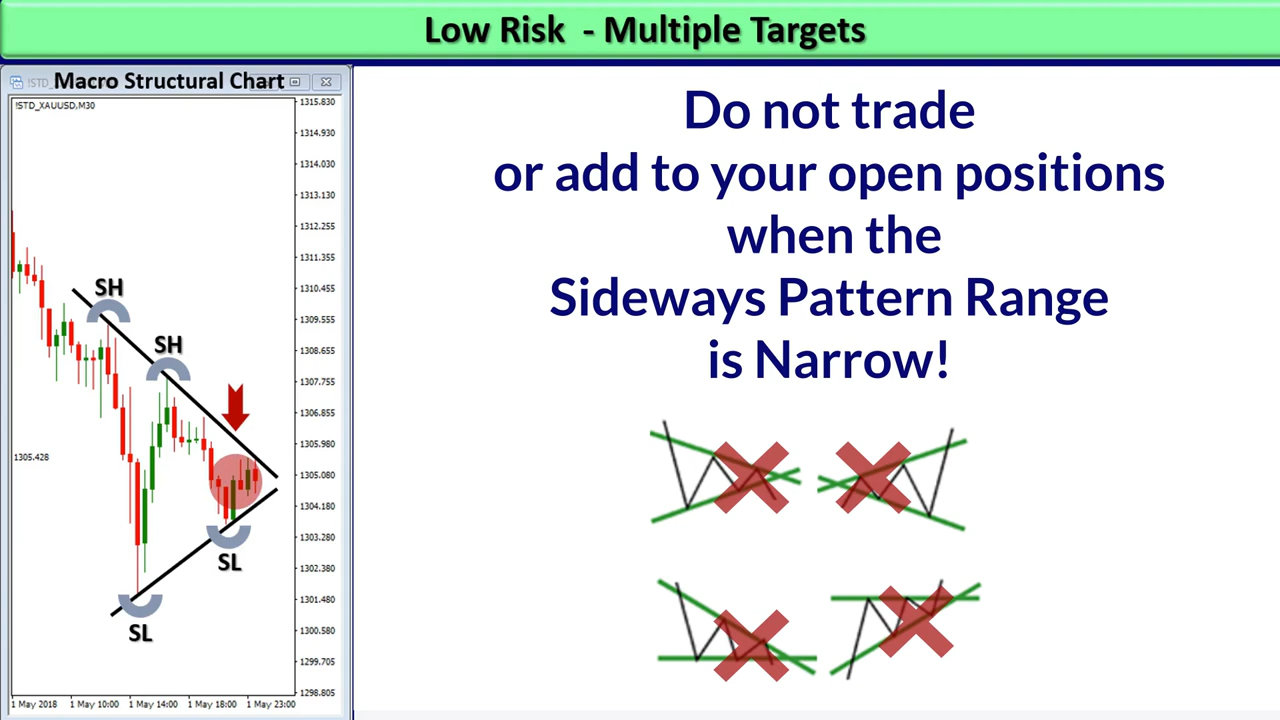 Low Risk - Multiple Targets
!STD_
Macro Structural Chart
!STD_XAUUSD,M30
1315.830
1314.930
1314.030
1313.130
1312.255
1311.355
1310.455
1309.555
1308.655
1307.755
1306.855
1305.980
1305.080
1304.180
1303.280
1302.380
1301.480
1300.580
1299.705
1298.805
1305.428
SH
SH
SL
SL
1 May 2018
1 May 10:00
1 May 14:00
1 May 18:00
1 May 23:00
Do not trade
or add to your open positions
when the
Sideways Pattern Range
is Narrow!